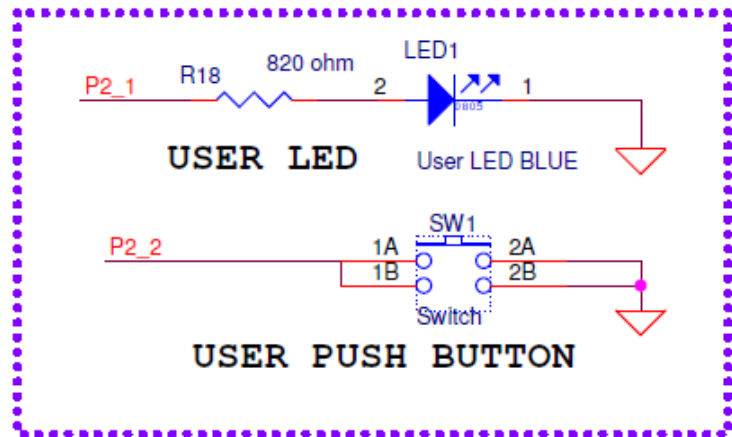 LED1
R18 820 ohm
P2_1 2 0805 1
USER LED User LED BLUE
SW1
P2_2 1A 2A
1B 2B
Switch
USER PUSH BUTTON